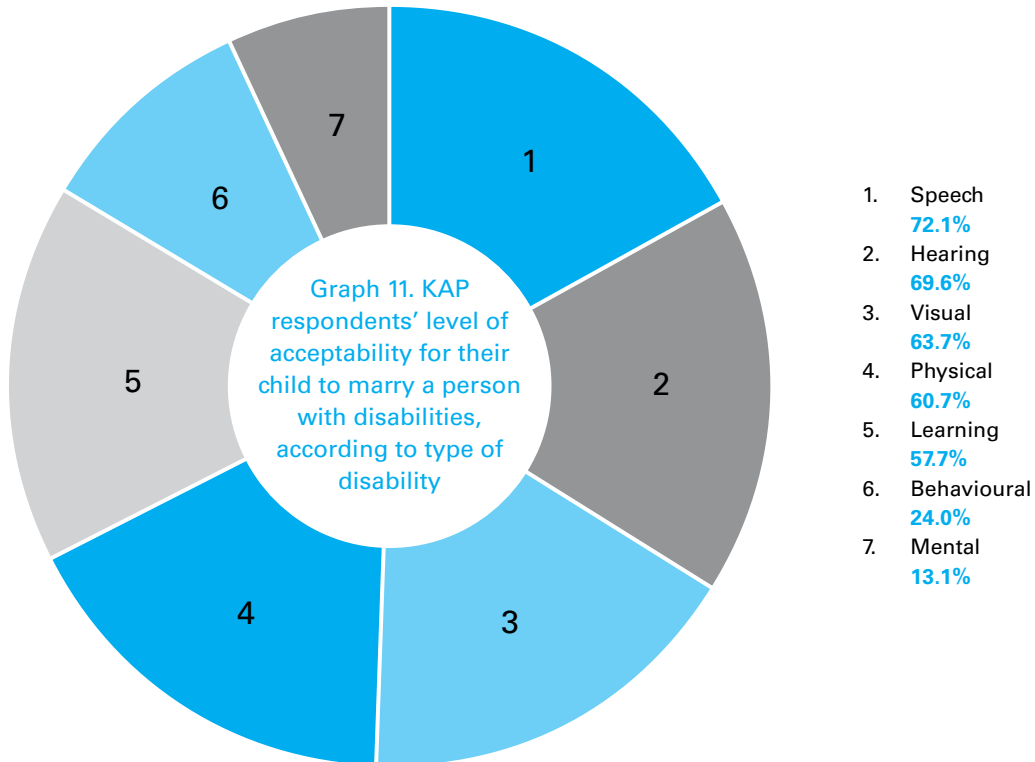 7
1
6
5
2
4
3
Graph 11. KAP
respondents’ level of
acceptability for their
child to marry a person
with disabilities,
according to type of
disability
1. Speech
72.1%
2. Hearing
69.6%
3. Visual
63.7%
4. Physical
60.7%
5. Learning
57.7%
6. Behavioural
24.0%
7. Mental
13.1%